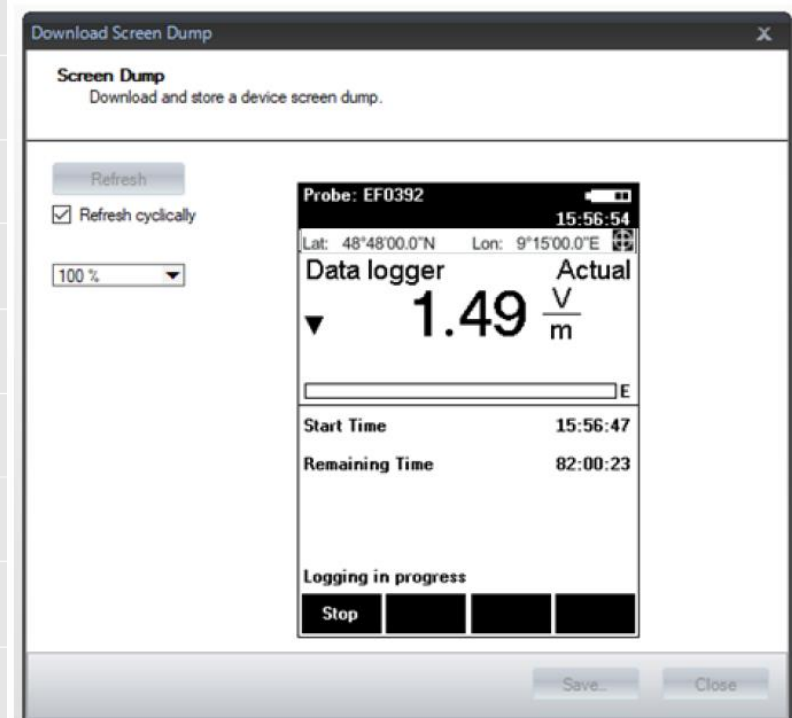 Download Screen Dump X
Screen Dump
Download and store a device screen dump.
Refresh
Refresh cyclically
100 %
Probe: EF0392
15:56:54
Lat: 48°48'00.0"N Lon: 9°15'00.0"E
Data logger Actual
▼ 1.49 V/m
E
Start Time 15:56:47
Remaining Time 82:00:23
Logging in progress
Stop
Save... Close